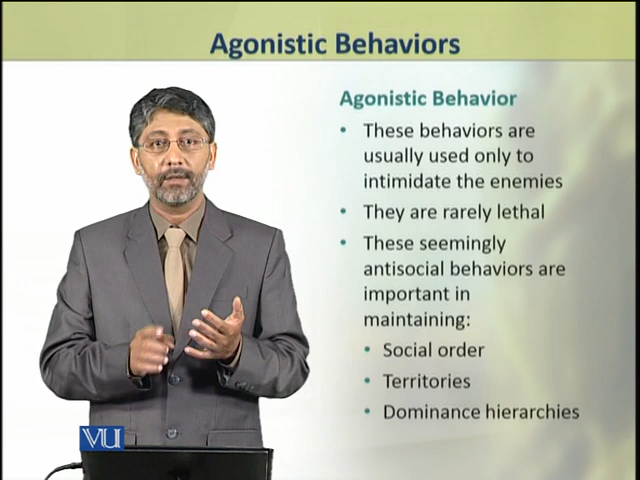 Agonistic Behaviors
Agonistic Behavior
• These behaviors are
usually used only to
intimidate the enemies
• They are rarely lethal
• These seemingly
antisocial behaviors are
important in
maintaining:
• Social order
• Territories
• Dominance hierarchies
VU